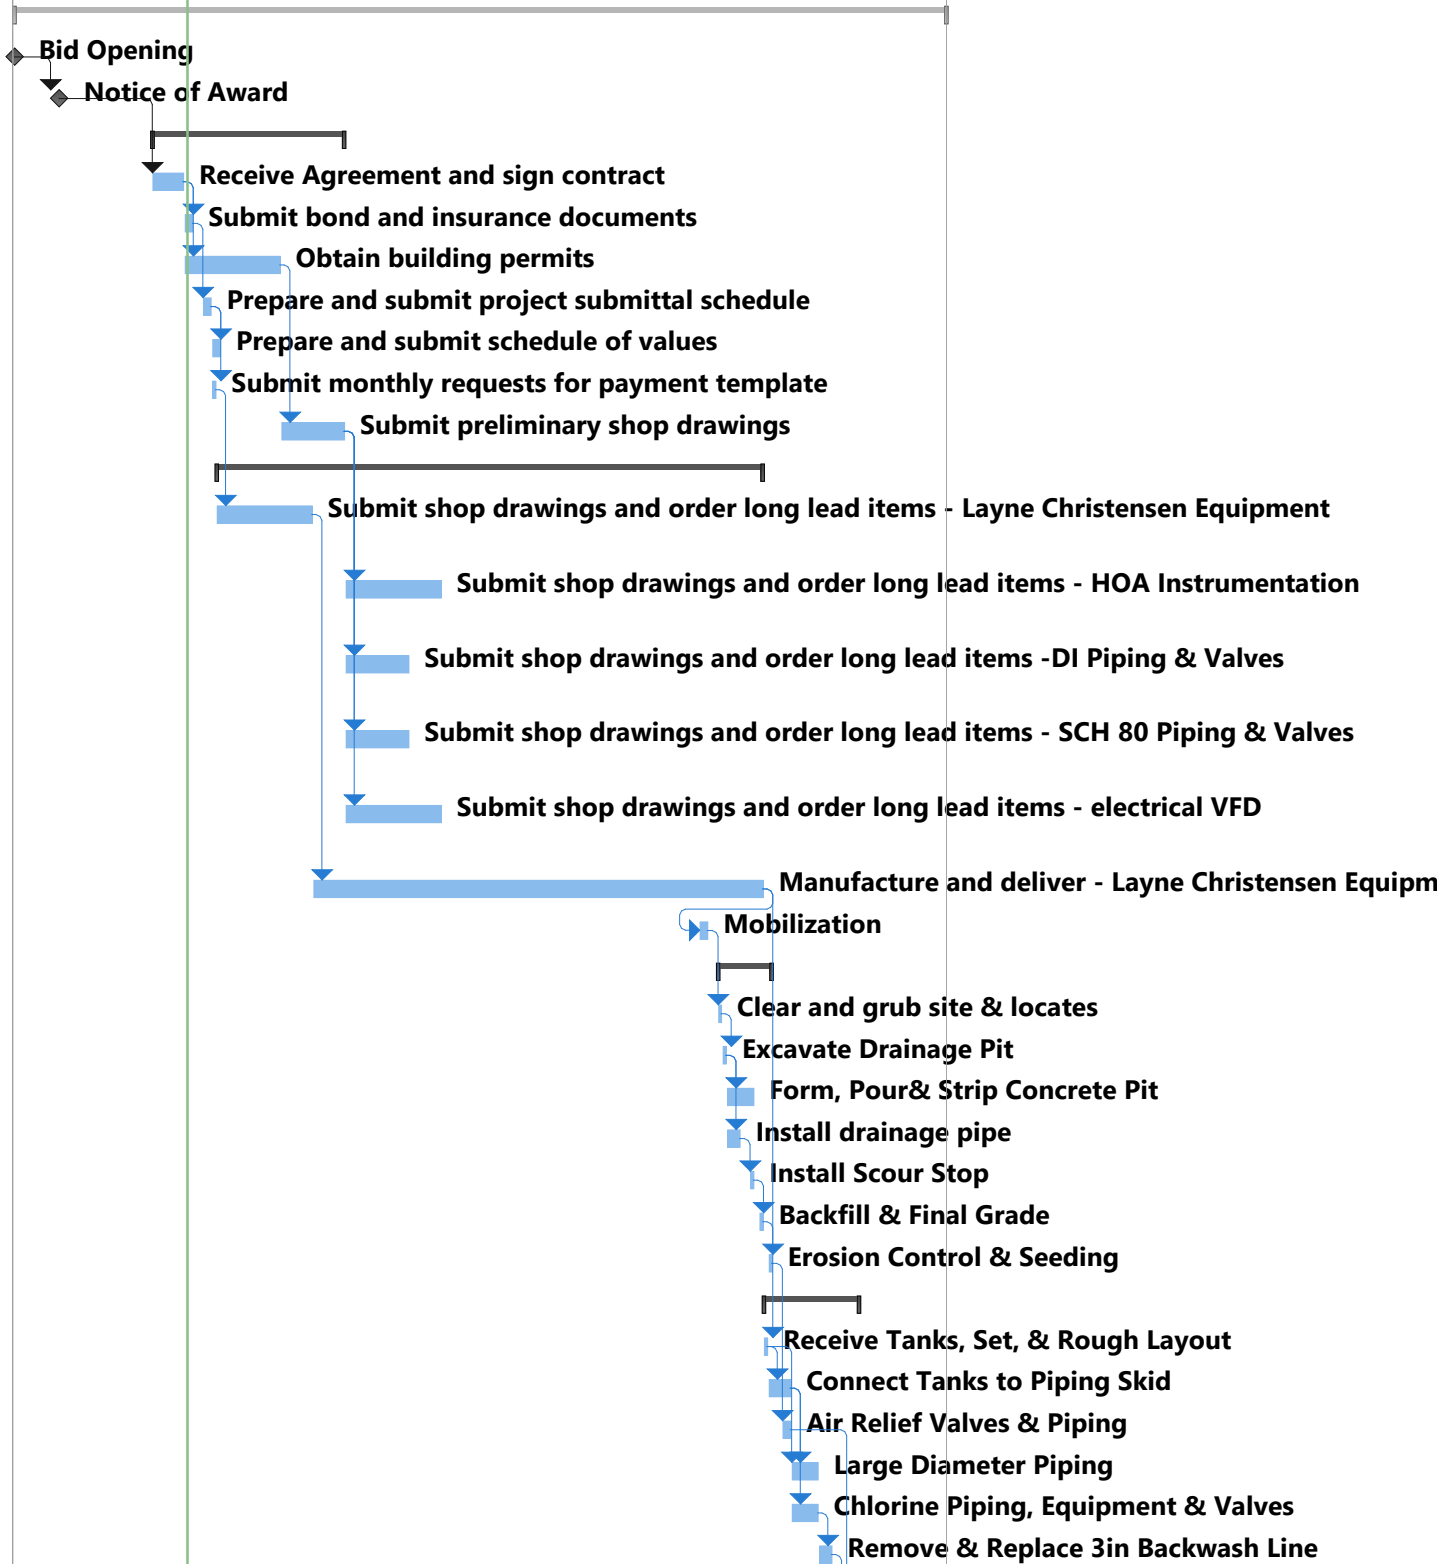 Bid Opening
Notice of Award
Receive Agreement and sign contract
Submit bond and insurance documents
Obtain building permits
Prepare and submit project submittal schedule
Prepare and submit schedule of values
Submit monthly requests for payment template
Submit preliminary shop drawings
Submit shop drawings and order long lead items - Layne Christensen Equipment
Submit shop drawings and order long lead items - HOA Instrumentation
Submit shop drawings and order long lead items -DI Piping & Valves
Submit shop drawings and order long lead items - SCH 80 Piping & Valves
Submit shop drawings and order long lead items - electrical VFD
Manufacture and deliver - Layne Christensen Equipm
Mobilization
Clear and grub site & locates
Excavate Drainage Pit
Form, Pour& Strip Concrete Pit
Install drainage pipe
Install Scour Stop
Backfill & Final Grade
Erosion Control & Seeding
Receive Tanks, Set, & Rough Layout
Connect Tanks to Piping Skid
Air Relief Valves & Piping
Large Diameter Piping
Chlorine Piping, Equipment & Valves
Remove & Replace 3in Backwash Line